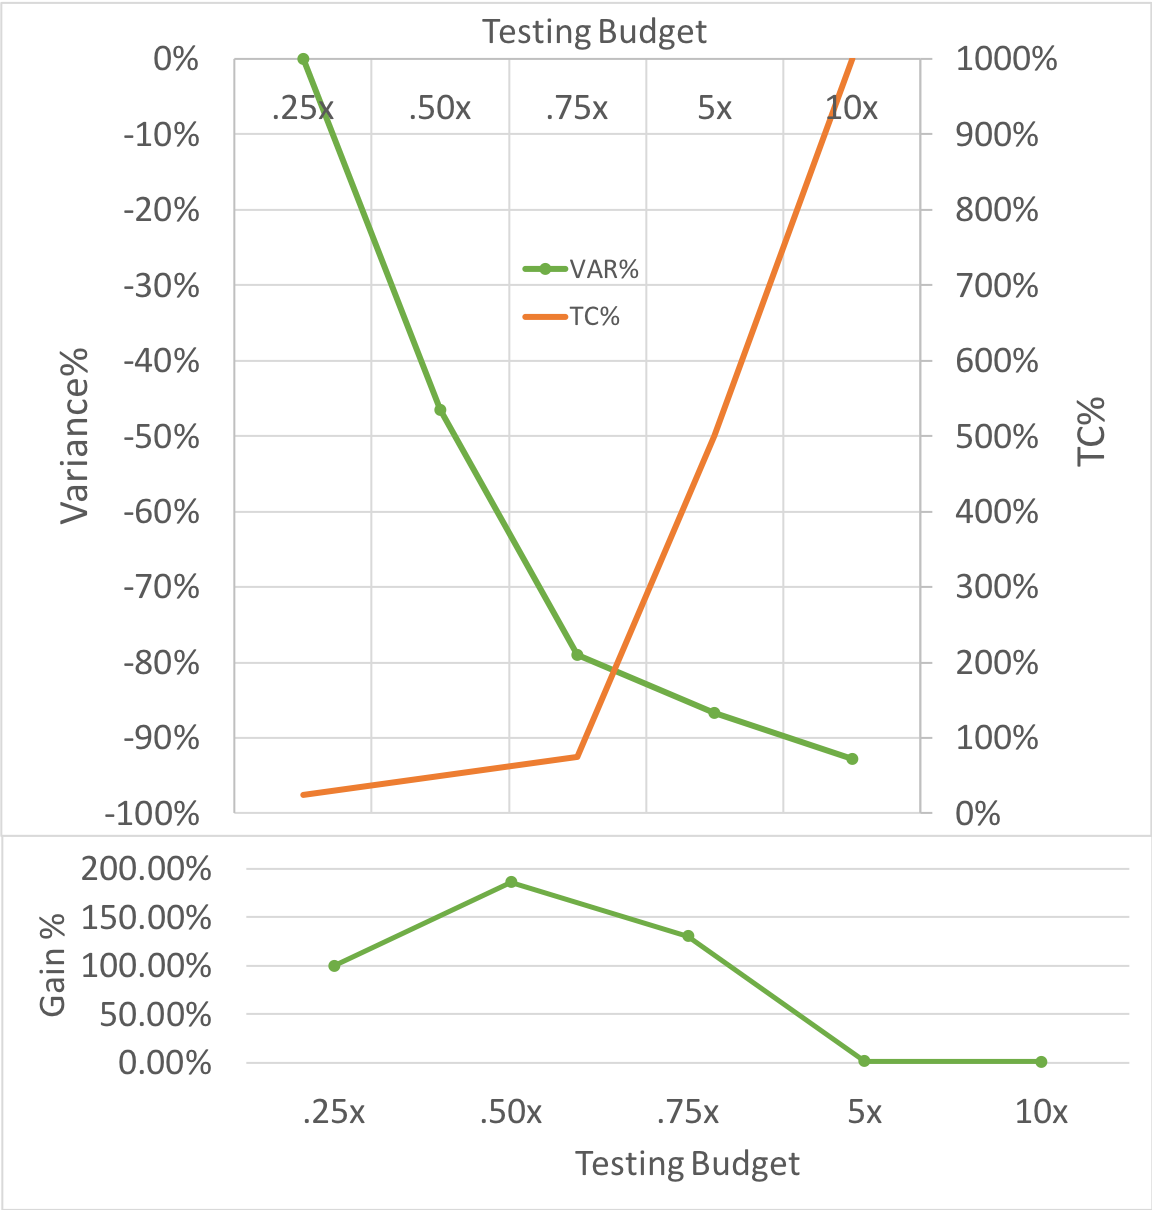 Testing Budget
0% 1000%
.25x .50x .75x 5x 10x
-10% 900%
-20% 800%
VAR%
-30% 700%
TC%
-40% 600%
Variance%
TC%
-50% 500%
-60% 400%
-70% 300%
-80% 200%
-90% 100%
-100% 0%
200.00%
150.00%
Gain %
100.00%
50.00%
0.00%
.25x .50x .75x 5x 10x
Testing Budget